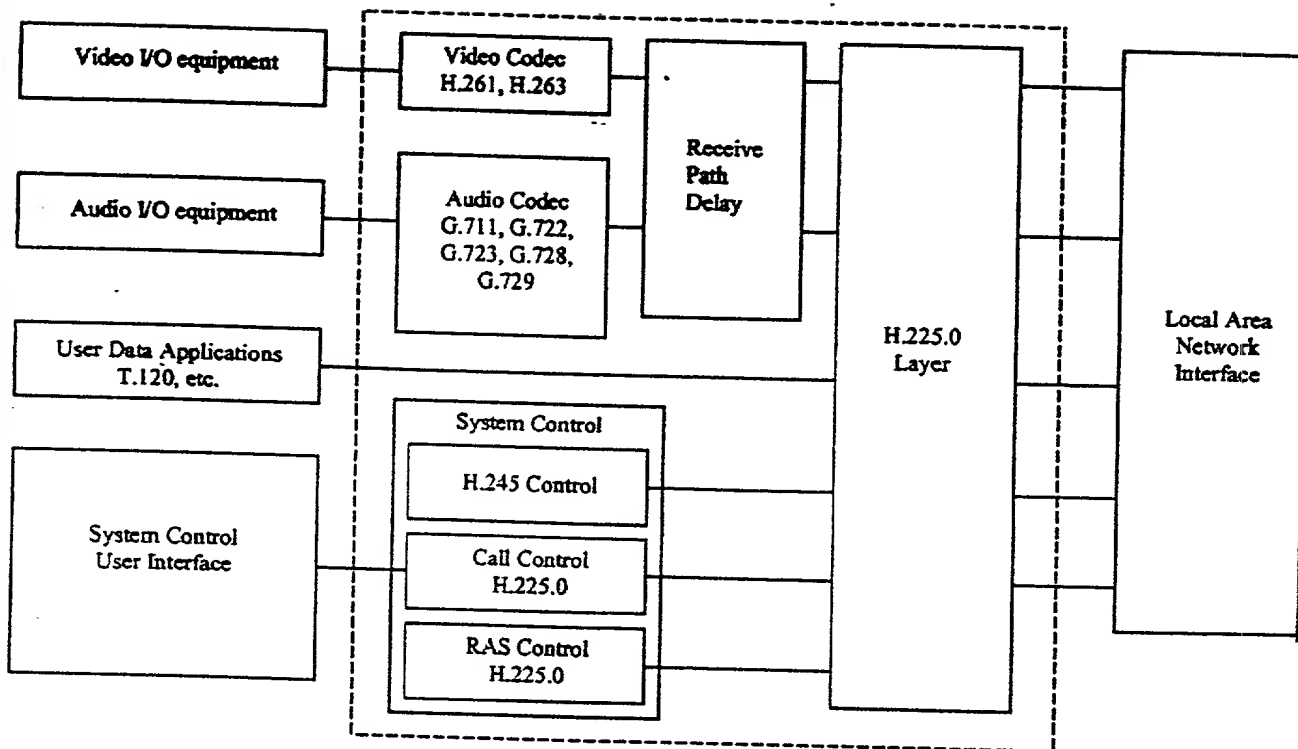 Video I/O equipment
Video Codec
H.261, H.263
Receive
Path
Delay
Audio I/O equipment
Audio Codec
G.711, G.722,
G.723, G.728,
G.729
User Data Applications
T.120, etc.
H.225.0
Layer
Local Area
Network
Interface
System Control
H.245 Control
System Control
User Interface
Call Control
H.225.0
RAS Control
H.225.0